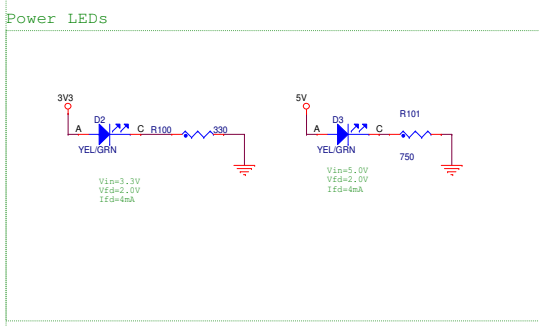 Power LEDs
3V3
D2
A
C
R100
330
YEL/GRN
Vin=3.3V
Vfd=2.0V
Ifd=4mA
5V
D3
A
C
R101
750
YEL/GRN
Vin=5.0V
Vfd=2.0V
Ifd=4mA